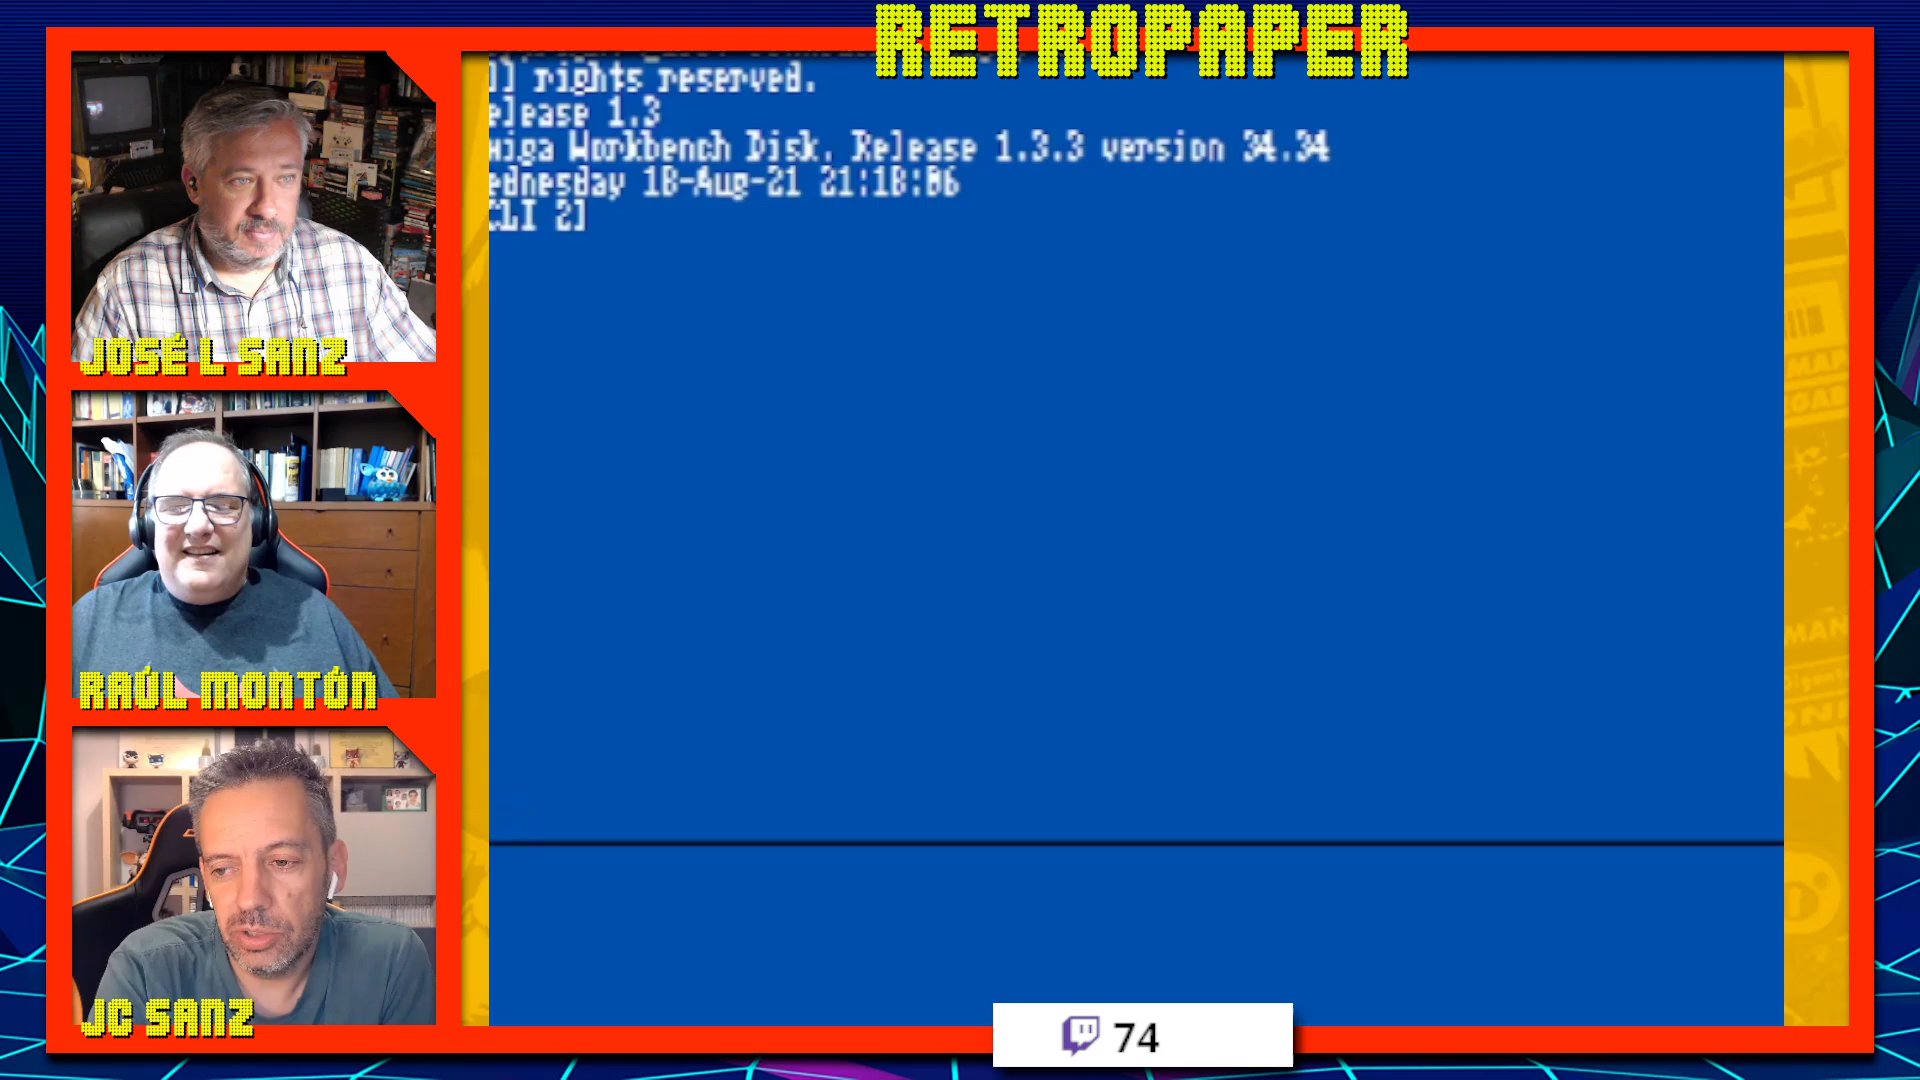 RETROPAPER
ll rights reserved.
elease 1.3
miga Workbench Disk. Release 1.3.3 version 34.34
ednesday 18-Aug-21 21:18:06
CLI 2]
JOSÉ L SANZ
RAÚL MONTÓN
JC SANZ
MAN
74